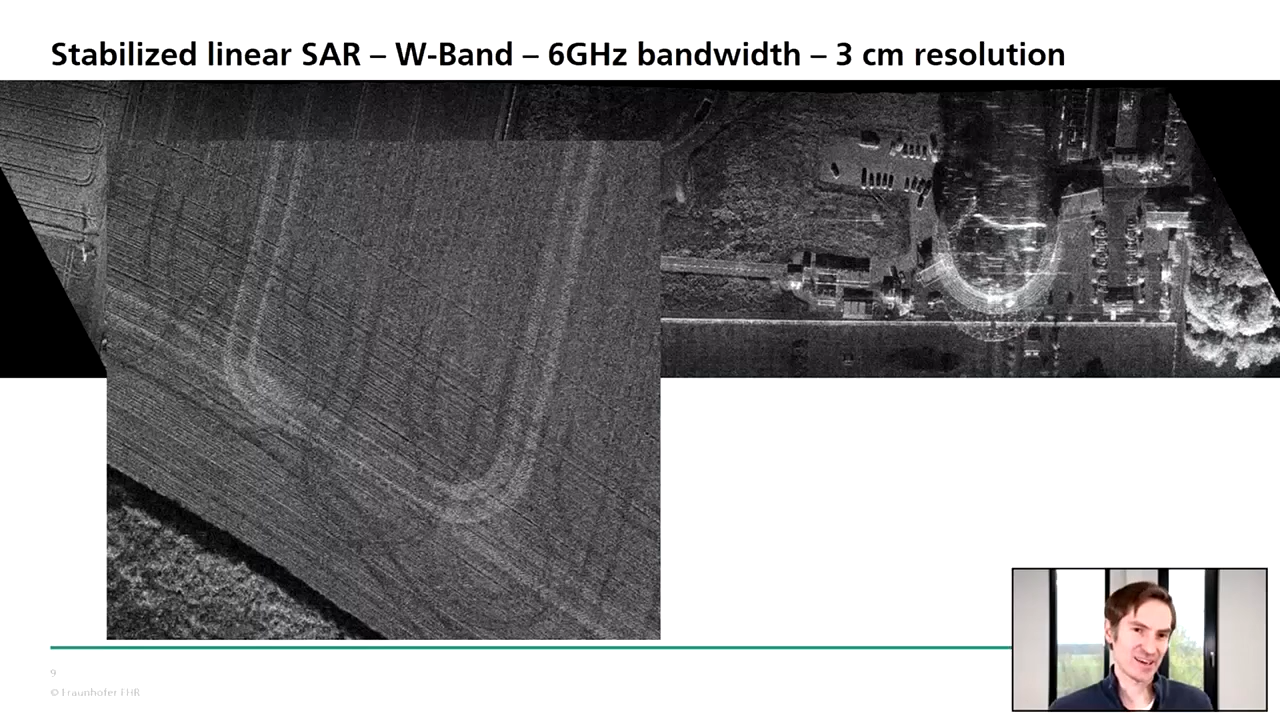 Stabilized linear SAR – W-Band – 6GHz bandwidth – 3 cm resolution
9
© Fraunhofer FHR